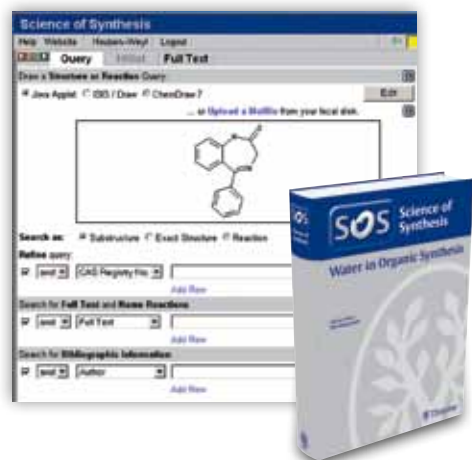 Science of Synthesis
Help Website Houben-Weyl Logout
Query Hitlist Full Text
Draw a Structure or Reaction Query:
Java Applet ISIS / Draw ChemDraw 7
Edit
... or Upload a Molfile from your local disk.
Search as: Substructure Exact Structure Reaction
Refine query:
and CAS Registry No.
Add Row
Search for Full Text and Name Reactions
and Full Text
Add Row
Search for Bibliographic Information
and Author
Add Row
SOS
SOS Science of
Synthesis
Water in Organic Synthesis
Thieme